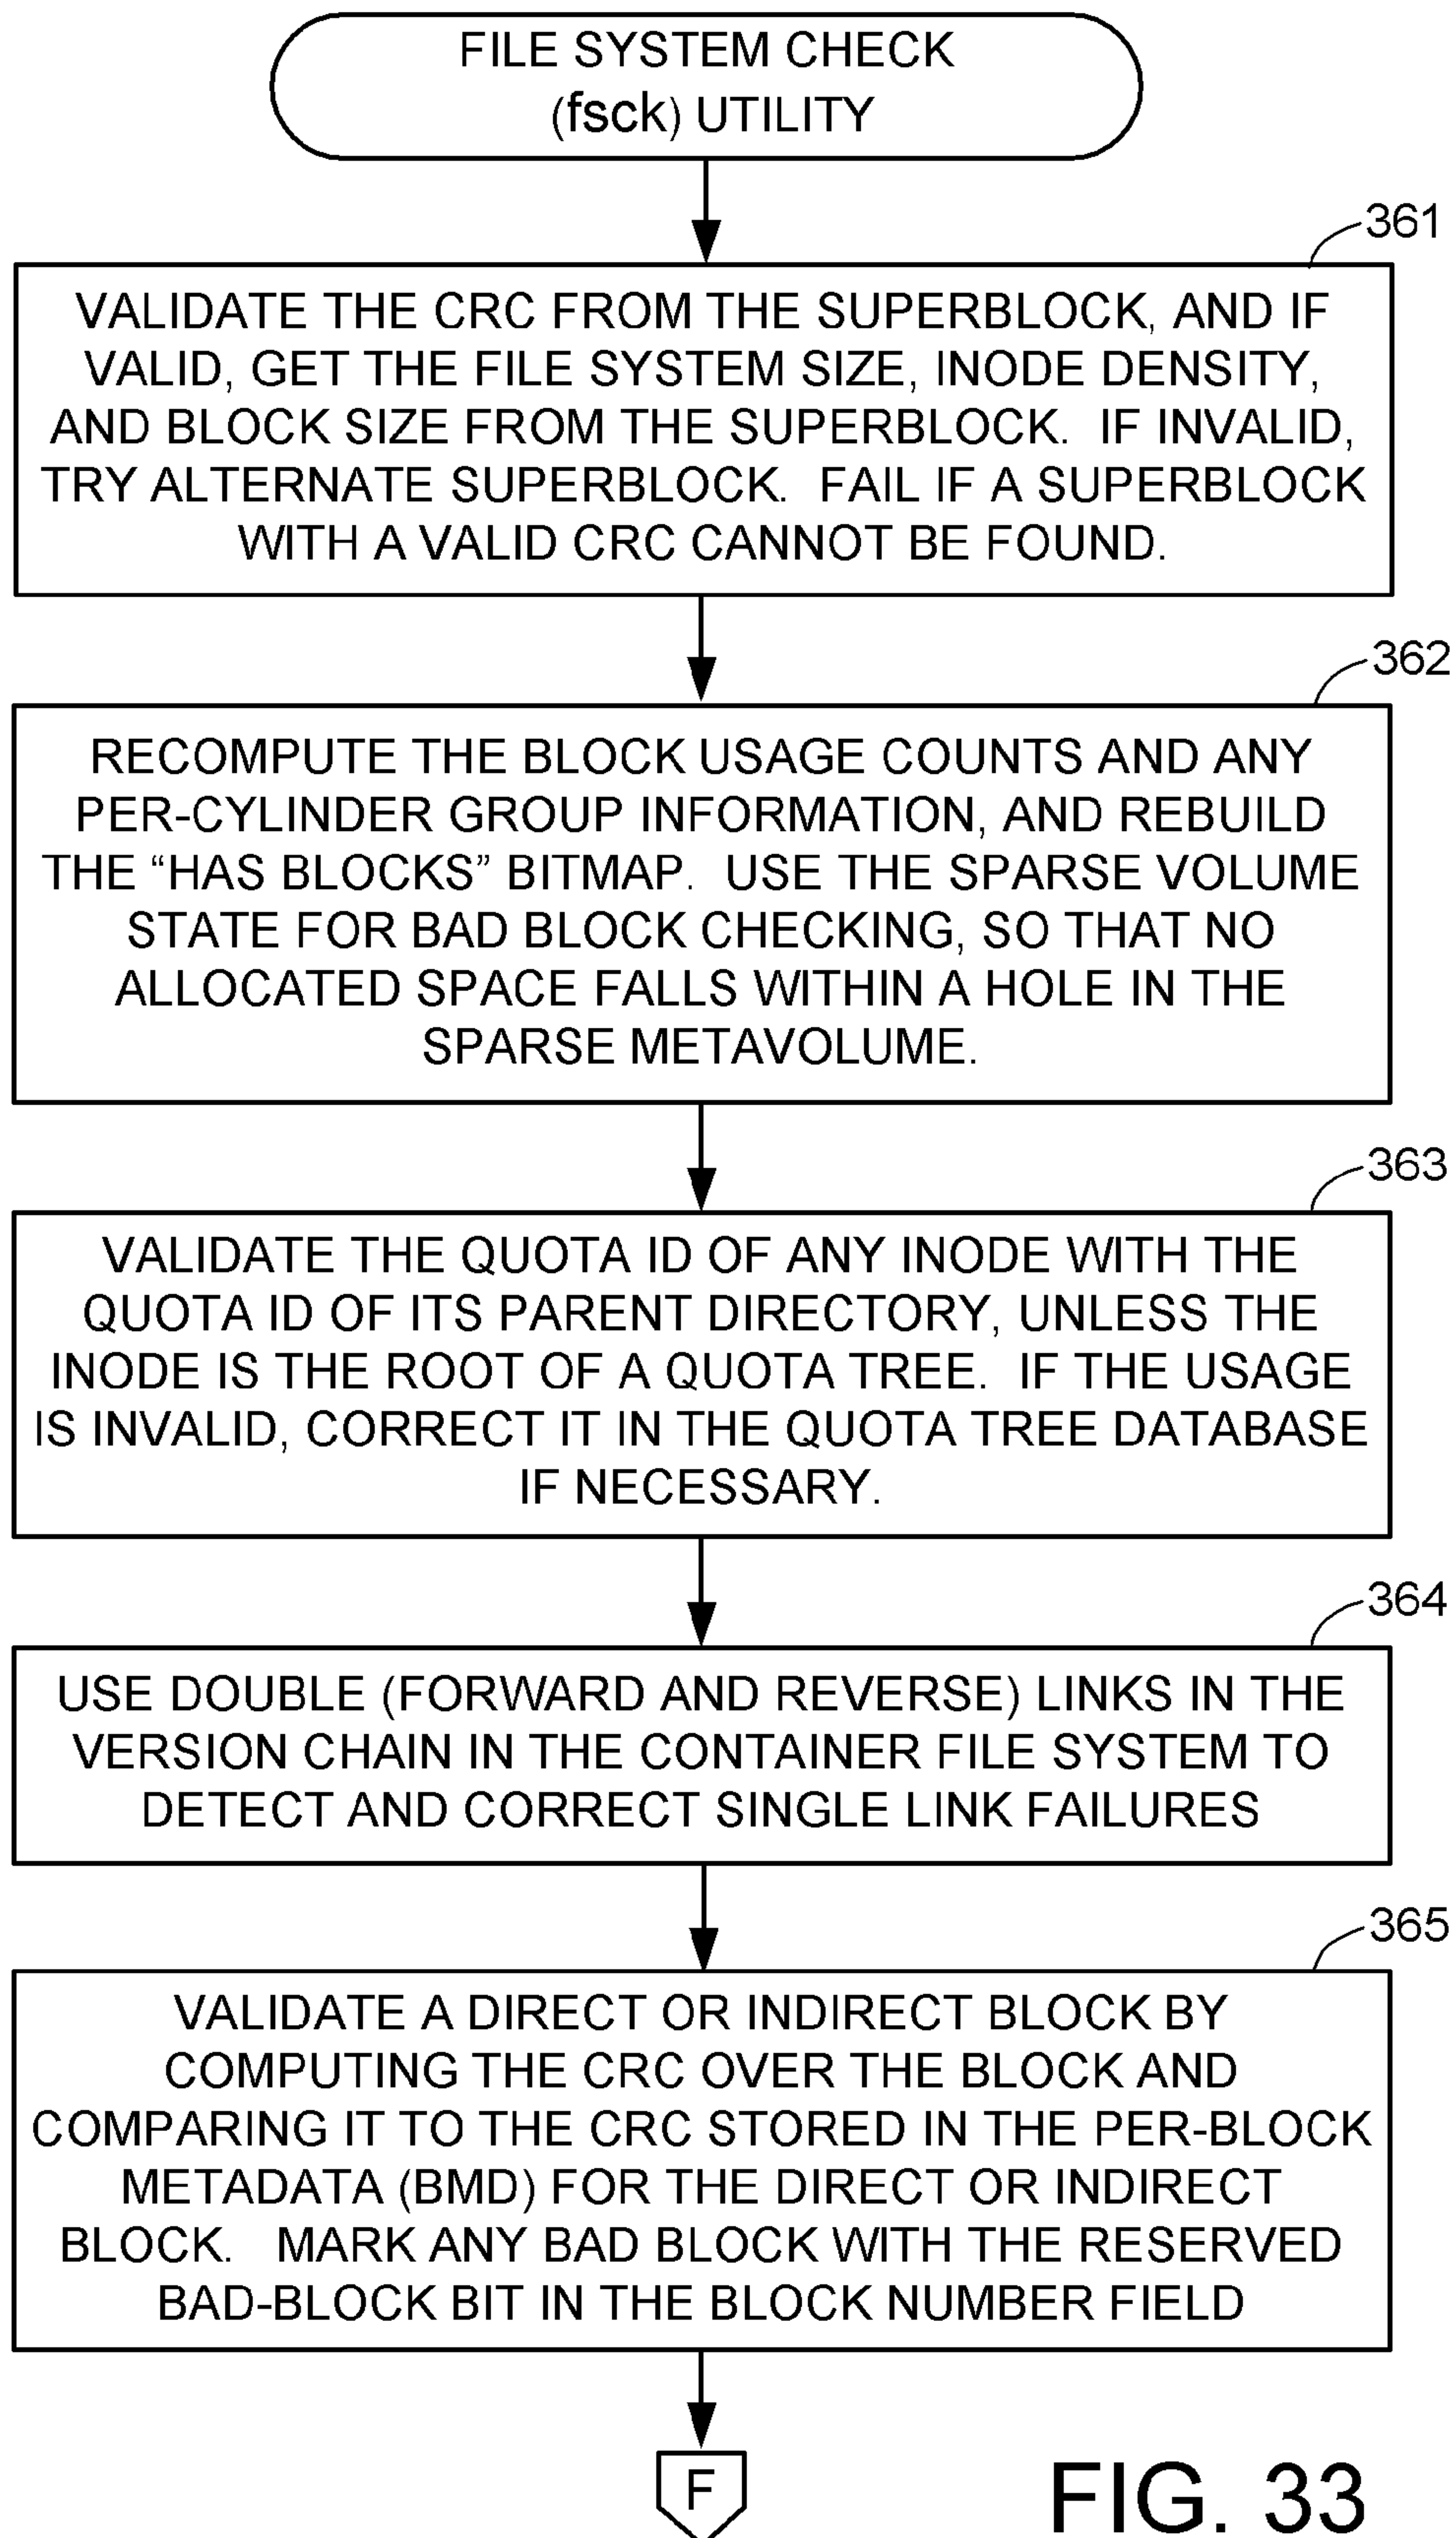 FILE SYSTEM CHECK
(fsck) UTILITY
361
VALIDATE THE CRC FROM THE SUPERBLOCK, AND IF
VALID, GET THE FILE SYSTEM SIZE, INODE DENSITY,
AND BLOCK SIZE FROM THE SUPERBLOCK. IF INVALID,
TRY ALTERNATE SUPERBLOCK. FAIL IF A SUPERBLOCK
WITH A VALID CRC CANNOT BE FOUND.
362
RECOMPUTE THE BLOCK USAGE COUNTS AND ANY
PER-CYLINDER GROUP INFORMATION, AND REBUILD
THE “HAS BLOCKS” BITMAP. USE THE SPARSE VOLUME
STATE FOR BAD BLOCK CHECKING, SO THAT NO
ALLOCATED SPACE FALLS WITHIN A HOLE IN THE
SPARSE METAVOLUME.
363
VALIDATE THE QUOTA ID OF ANY INODE WITH THE
QUOTA ID OF ITS PARENT DIRECTORY, UNLESS THE
INODE IS THE ROOT OF A QUOTA TREE. IF THE USAGE
IS INVALID, CORRECT IT IN THE QUOTA TREE DATABASE
IF NECESSARY.
364
USE DOUBLE (FORWARD AND REVERSE) LINKS IN THE
VERSION CHAIN IN THE CONTAINER FILE SYSTEM TO
DETECT AND CORRECT SINGLE LINK FAILURES
365
VALIDATE A DIRECT OR INDIRECT BLOCK BY
COMPUTING THE CRC OVER THE BLOCK AND
COMPARING IT TO THE CRC STORED IN THE PER-BLOCK
METADATA (BMD) FOR THE DIRECT OR INDIRECT
BLOCK. MARK ANY BAD BLOCK WITH THE RESERVED
BAD-BLOCK BIT IN THE BLOCK NUMBER FIELD
F
FIG. 33